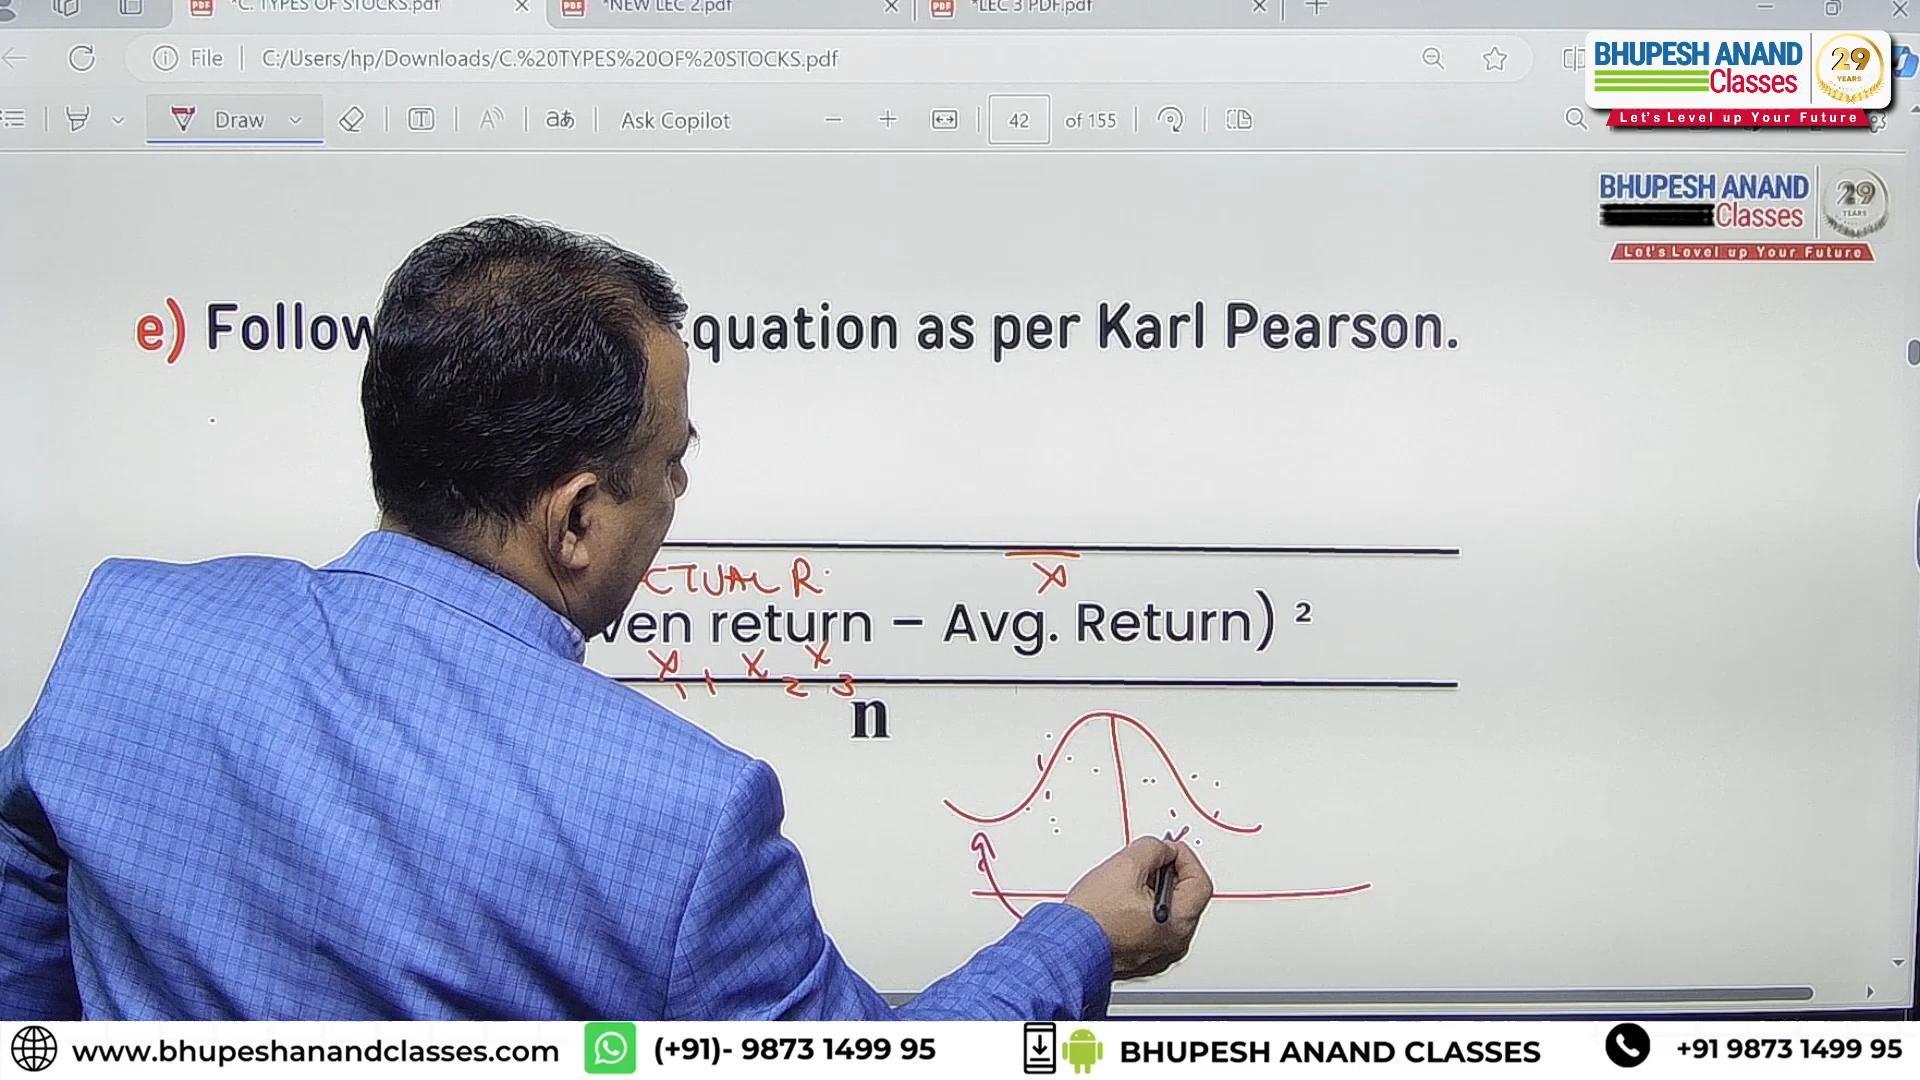 *C. TYPES OF STOCKS.pdf
*NEW LEC 2.pdf
*LEC 3 PDF.pdf
File
C:/Users/hp/Downloads/C.%20TYPES%20OF%20STOCKS.pdf
BHUPESH ANAND
Classes
29
YEARS
Let's Level up Your Future
Draw
Ask Copilot
42 of 155
BHUPESH ANAND
Classes
29
YEARS
Let's Level up Your Future
e) Follow quation as per Karl Pearson.
CTUAL R
X
ven return – Avg. Return) ²
X1, X2 X3
n
www.bhupeshanandclasses.com
(+91)- 9873 1499 95
BHUPESH ANAND CLASSES
+91 9873 1499 95